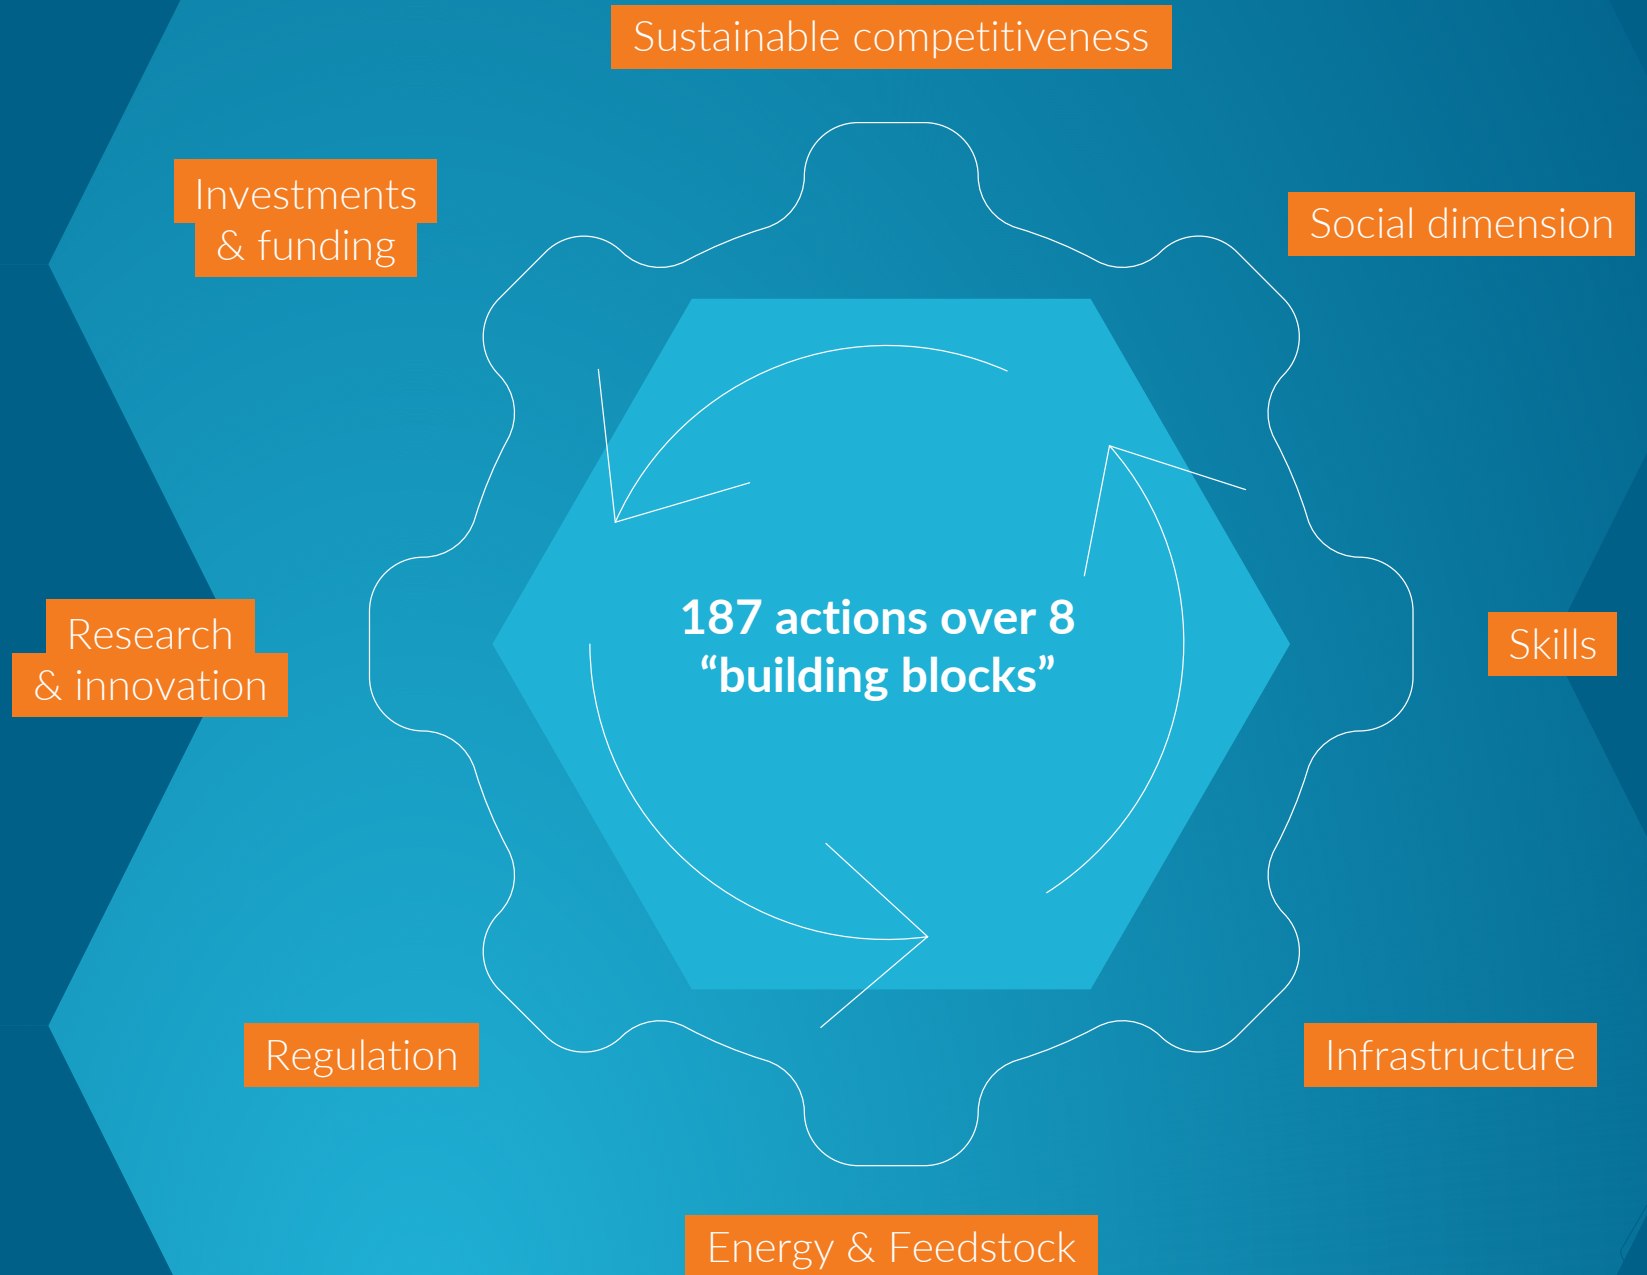 Sustainable competitiveness
Investments
& funding
Social dimension
187 actions over 8
“building blocks”
Research
& innovation
Skills
Regulation
Infrastructure
Energy & Feedstock